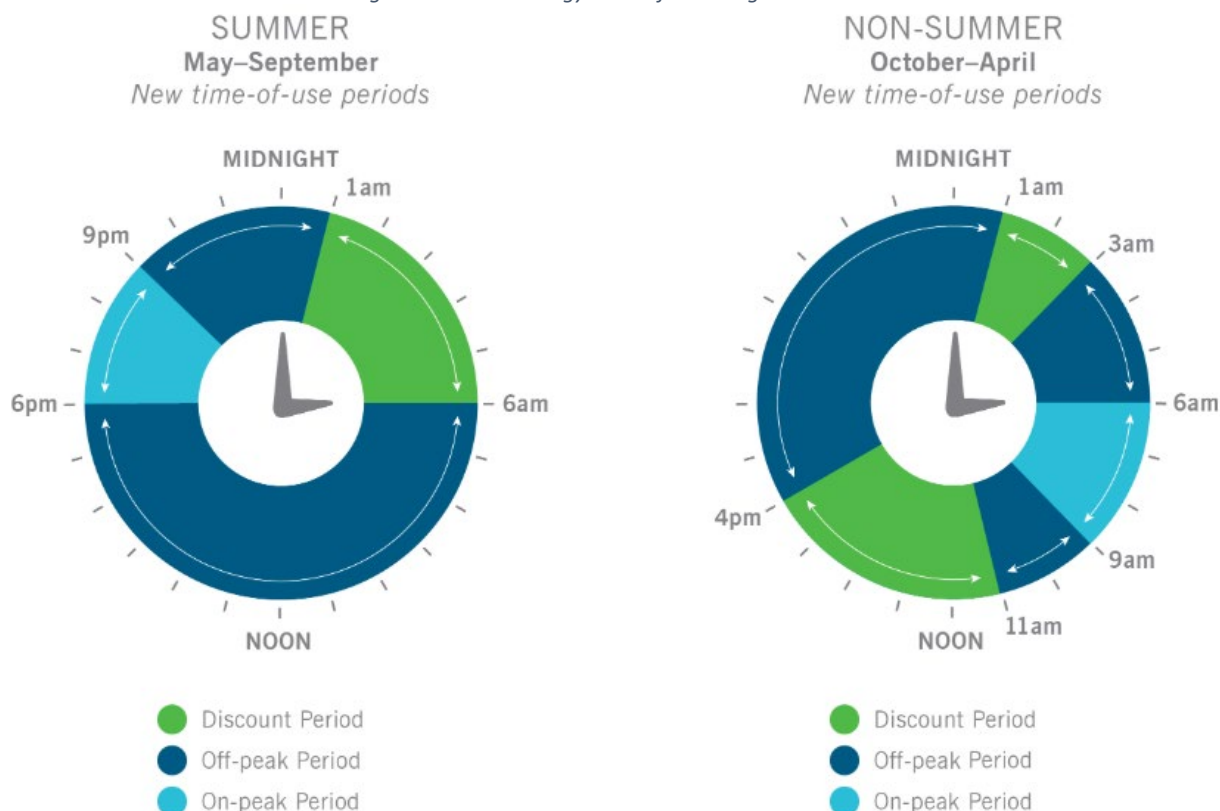 SUMMER
May–September
New time-of-use periods
MIDNIGHT
1am
9pm
6pm
6am
NOON
Discount Period
Off-peak Period
On-peak Period
NON-SUMMER
October–April
New time-of-use periods
MIDNIGHT
1am
3am
6am
4pm
9am
11am
NOON
Discount Period
Off-peak Period
On-peak Period